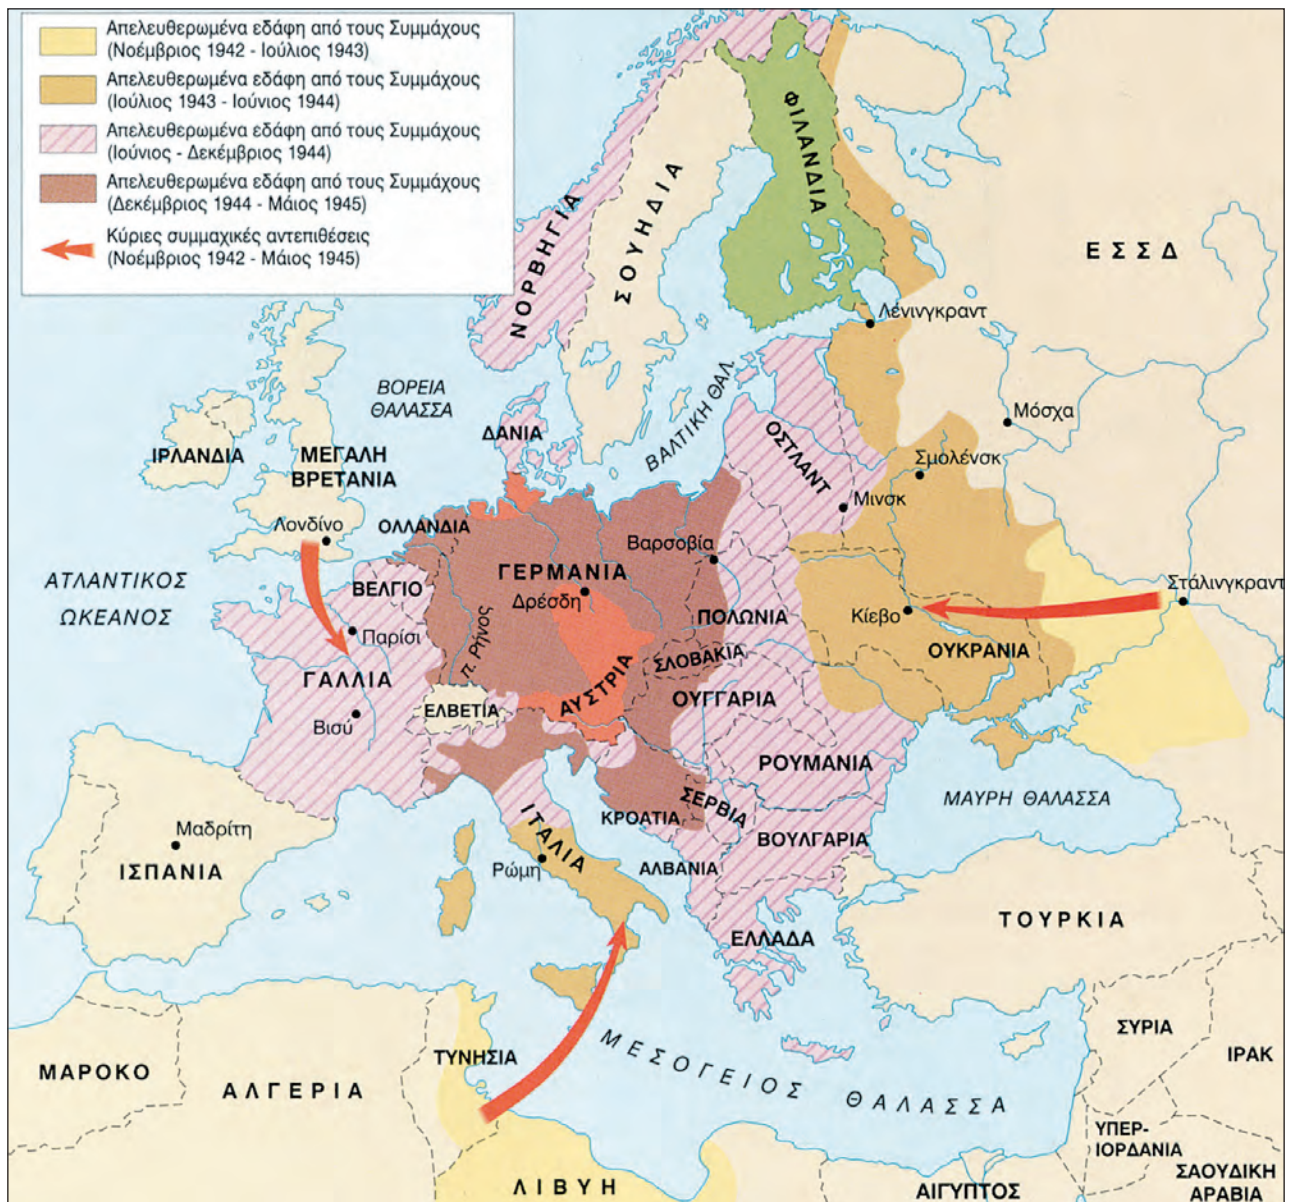 Απελευθερωμένα εδάφη από τους Συμμάχους
(Νοέμβριος 1942 - Ιούλιος 1943)
Απελευθερωμένα εδάφη από τους Συμμάχους
(Ιούλιος 1943 - Ιούνιος 1944)
Απελευθερωμένα εδάφη από τους Συμμάχους
(Ιούνιος - Δεκέμβριος 1944)
Απελευθερωμένα εδάφη από τους Συμμάχους
(Δεκέμβριος 1944 - Μάιος 1945)
Κύριες συμμαχικές αντεπιθέσεις
(Νοέμβριος 1942 - Μάιος 1945)
ΝΟΡΒΗΓΙΑ
ΣΟΥΗΔΙΑ
ΦΙΛΑΝΔΙΑ
ΕΣΣΔ
Λένινγκραντ
ΒΟΡΕΙΑ
ΘΑΛΑΣΣΑ
ΒΑΛΤΙΚΗ ΘΑΛ.
Μόσχα
ΔΑΝΙΑ
ΙΡΛΑΝΔΙΑ
ΜΕΓΑΛΗ
ΒΡΕΤΑΝΙΑ
ΟΣΤΛΑΝΤ
Σμολένσκ
Μινσκ
Λονδίνο
ΟΛΛΑΝΔΙΑ
Βαρσοβία
ΑΤΛΑΝΤΙΚΟΣ
ΩΚΕΑΝΟΣ
ΒΕΛΓΙΟ
ΓΕΡΜΑΝΙΑ
Δρέσδη
Στάλινγκραντ
ΠΟΛΩΝΙΑ
Κίεβο
Παρίσι
π. Ρήνος
ΟΥΚΡΑΝΙΑ
ΣΛΟΒΑΚΙΑ
ΓΑΛΛΙΑ
ΑΥΣΤΡΙΑ
ΟΥΓΓΑΡΙΑ
ΕΛΒΕΤΙΑ
Βισύ
ΡΟΥΜΑΝΙΑ
ΣΕΡΒΙΑ
ΜΑΥΡΗ ΘΑΛΑΣΣΑ
ΚΡΟΑΤΙΑ
Μαδρίτη
ΙΤΑΛΙΑ
ΒΟΥΛΓΑΡΙΑ
ΙΣΠΑΝΙΑ
Ρώμη
ΑΛΒΑΝΙΑ
ΤΟΥΡΚΙΑ
ΕΛΛΑΔΑ
ΣΥΡΙΑ
ΙΡΑΚ
ΜΑΡΟΚΟ
ΑΛΓΕΡΙΑ
ΤΥΝΗΣΙΑ
ΜΕΣΟΓΕΙΟΣ ΘΑΛΑΣΣΑ
ΥΠΕΡ-
ΙΟΡΔΑΝΙΑ
ΛΙΒΥΗ
ΑΙΓΥΠΤΟΣ
ΣΑΟΥΔΙΚΗ
ΑΡΑΒΙΑ